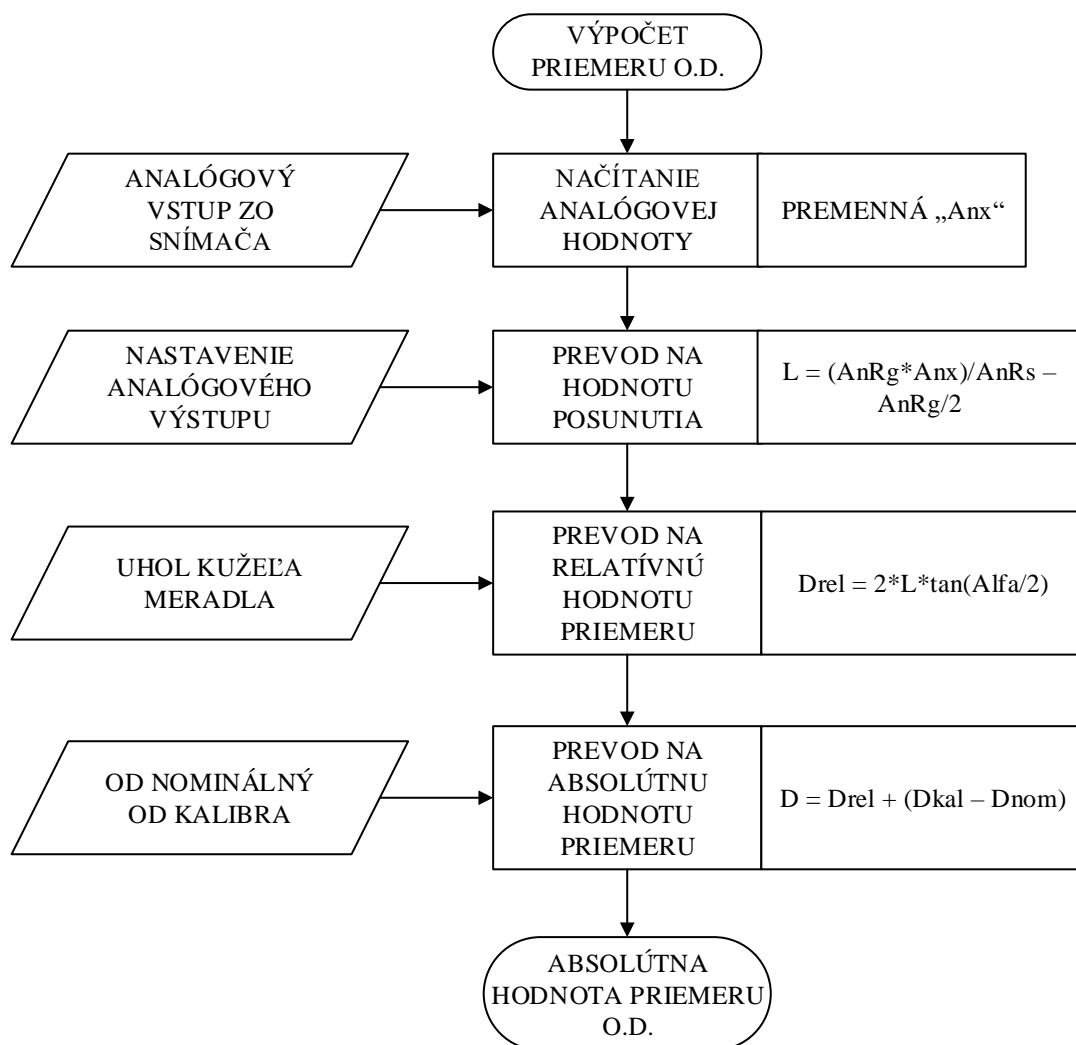 VÝPOČET
PRIEMERU O.D.
ANALÓGOVÝ
VSTUP ZO
SNÍMAČA
NAČÍTANIE
ANALÓGOVEJ
HODNOTY
PREMENNÁ „Anx“
NASTAVENIE
ANALÓGOVÉHO
VÝSTUPU
PREVOD NA
HODNOTU
POSUNUTIA
L = (AnRg*Anx)/AnRs –
AnRg/2
UHOL KUŽEĽA
MERADLA
PREVOD NA
RELATÍVNÚ
HODNOTU
PRIEMERU
Drel = 2*L*tan(Alfa/2)
OD NOMINÁLNÝ
OD KALIBRA
PREVOD NA
ABSOLÚTNU
HODNOTU
PRIEMERU
D = Drel + (Dkal – Dnom)
ABSOLÚTNA
HODNOTA PRIEMERU
O.D.